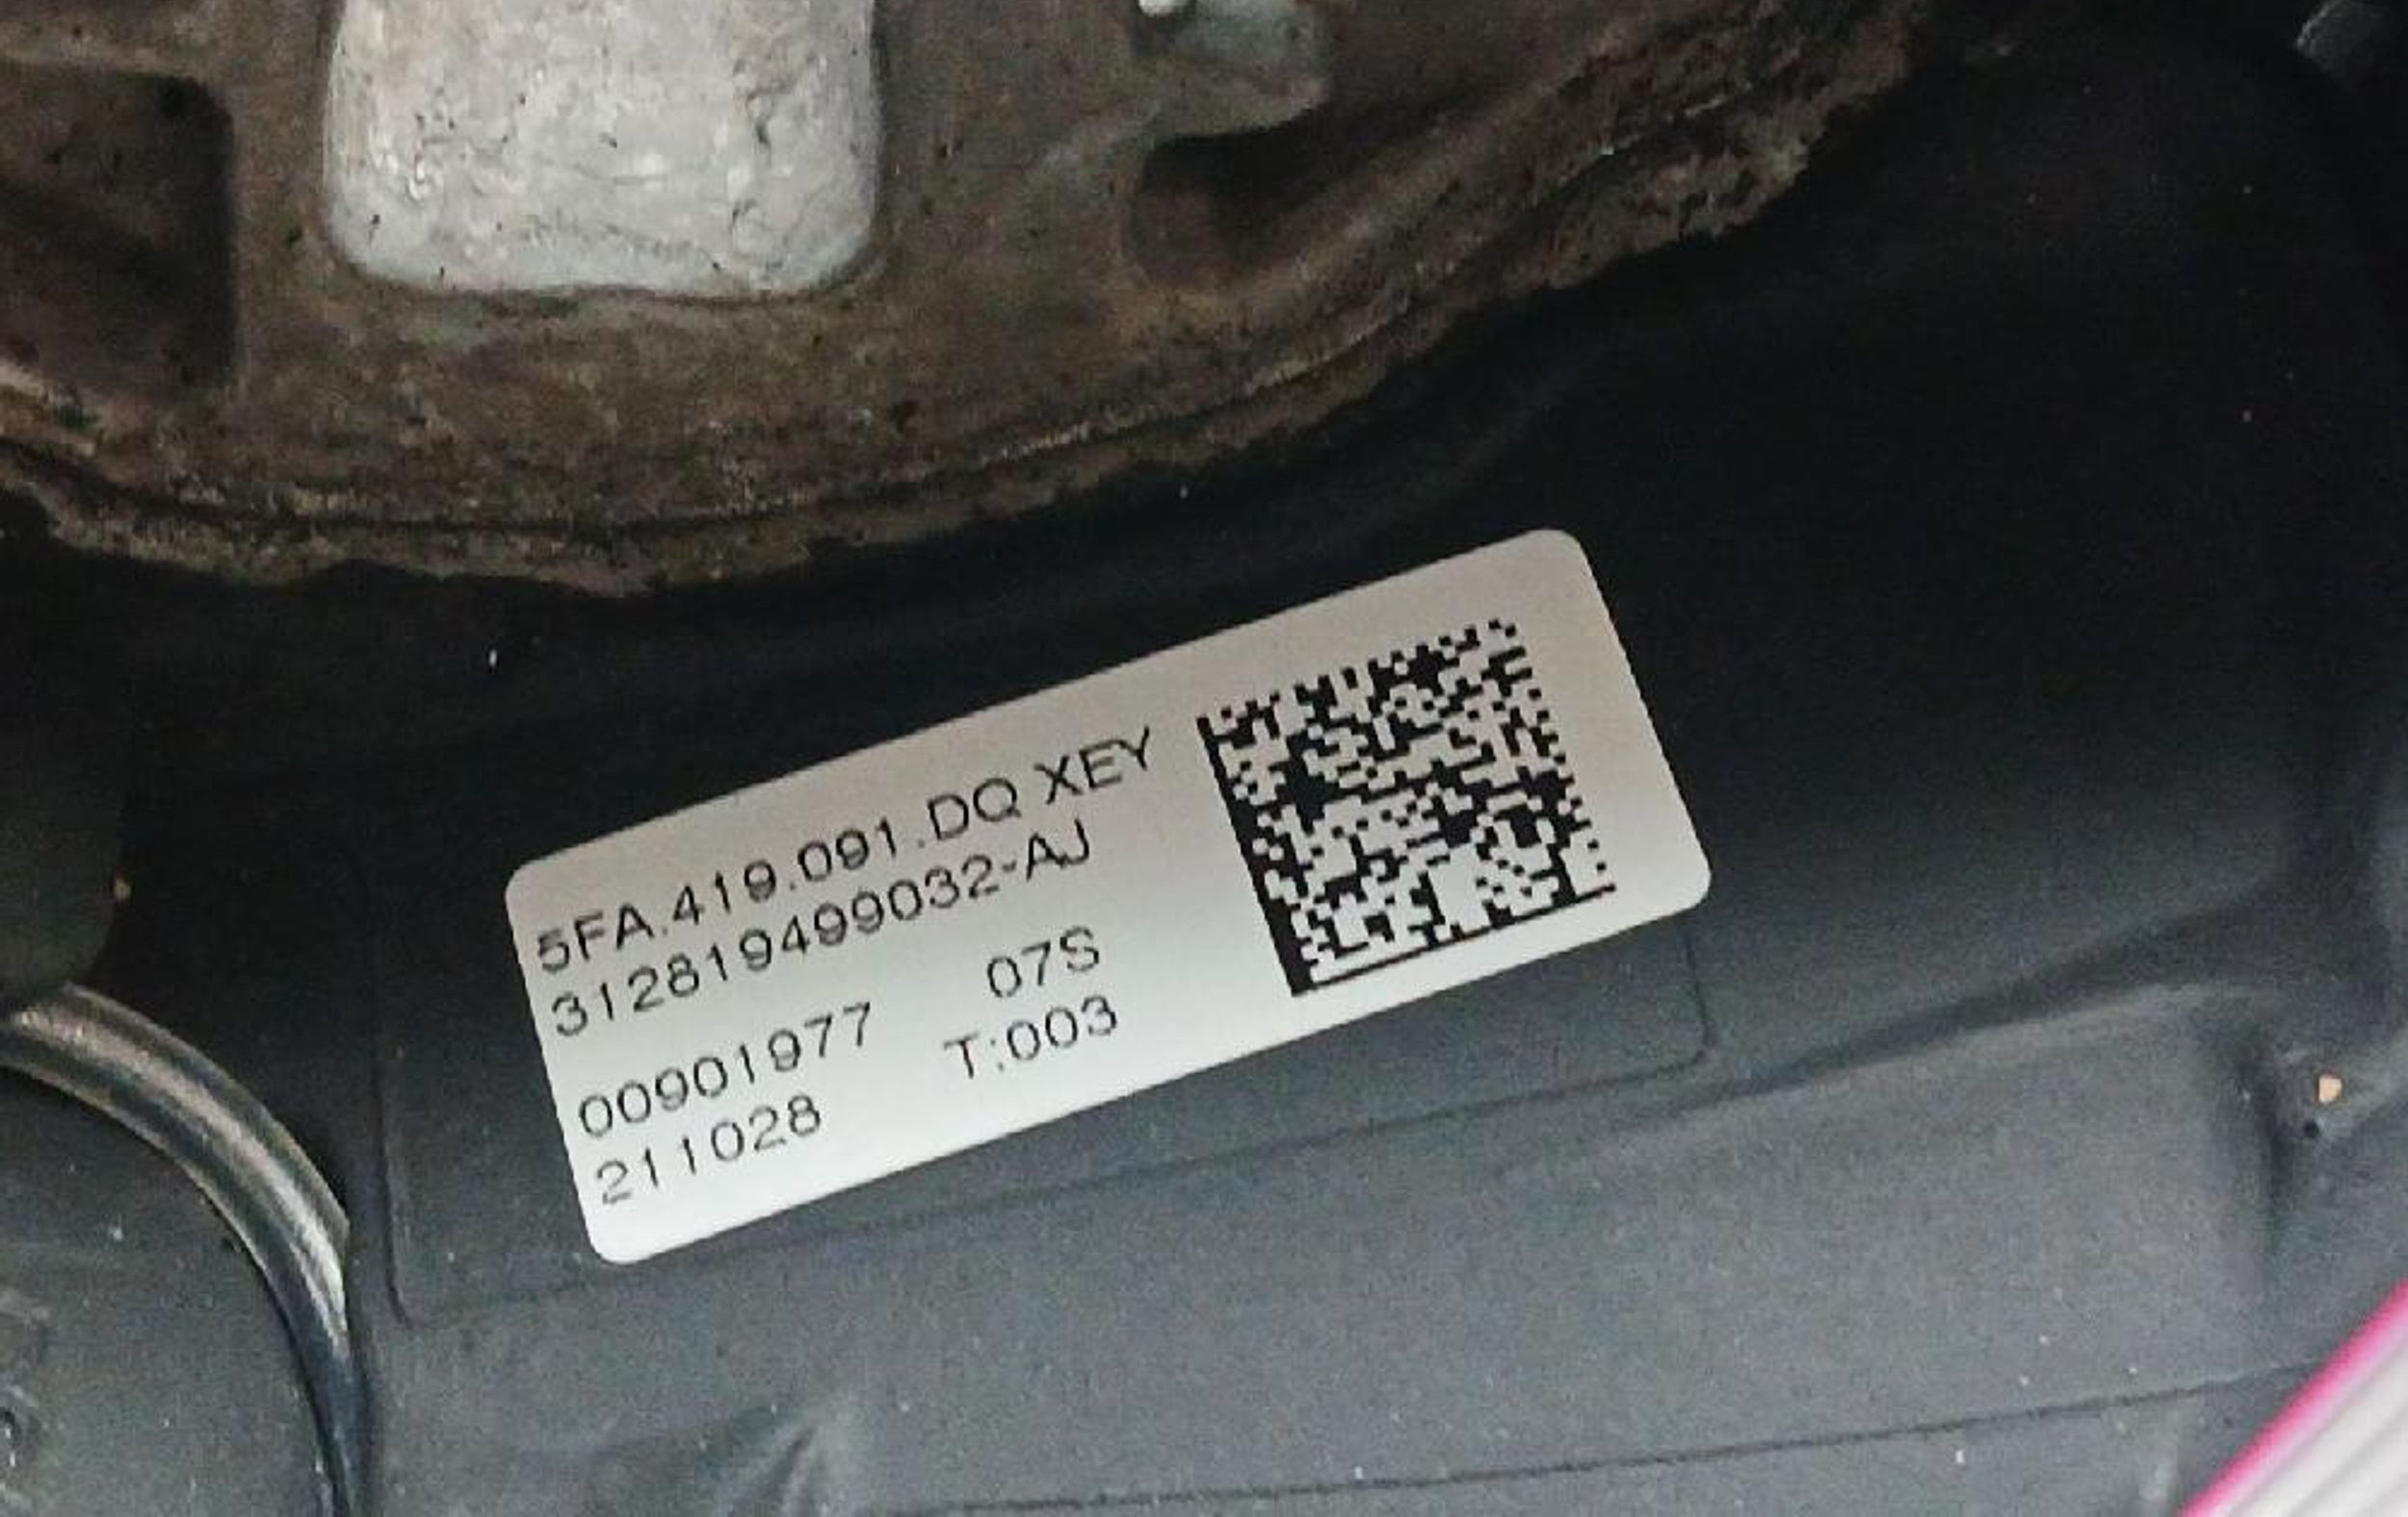 5FA.419.091.DQ XEY
312819499032-AJ
00901977 07S
211028 T:003